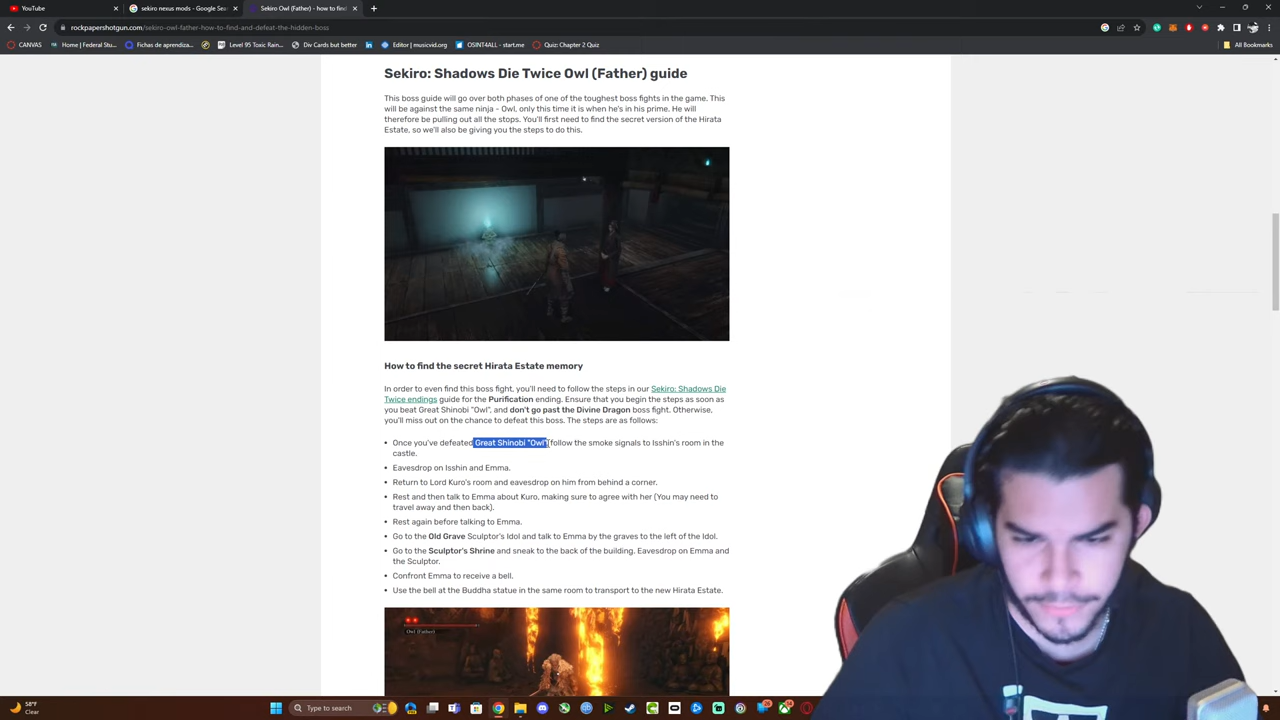 YouTube
sekiro nexus mods - Google Sea
Sekiro Owl (Father) - how to find
rockpapershotgun.com/sekiro-owl-father-how-to-find-and-defeat-the-hidden-boss
CANVAS
Home | Federal Stu...
Fichas de aprendiza...
Level 95 Toxic Rain...
Div Cards but better
Editor | musicvid.org
OSINT4ALL - start.me
Quiz: Chapter 2 Quiz
All Bookmarks
Sekiro: Shadows Die Twice Owl (Father) guide
This boss guide will go over both phases of one of the toughest boss fights in the game. This
will be against the same ninja - Owl, only this time it is when he's in his prime. He will
therefore be pulling out all the stops. You'll first need to find the secret version of the Hirata
Estate, so we'll also be giving you the steps to do this.
How to find the secret Hirata Estate memory
In order to even find this boss fight, you'll need to follow the steps in our Sekiro: Shadows Die
Twice endings guide for the Purification ending. Ensure that you begin the steps as soon as
you beat Great Shinobi "Owl", and don't go past the Divine Dragon boss fight. Otherwise,
you'll miss out on the chance to defeat this boss. The steps are as follows:
• Once you've defeated Great Shinobi "Owl" follow the smoke signals to Isshin's room in the
castle.
• Eavesdrop on Isshin and Emma.
• Return to Lord Kuro's room and eavesdrop on him from behind a corner.
• Rest and then talk to Emma about Kuro, making sure to agree with her (You may need to
travel away and then back).
• Rest again before talking to Emma.
• Go to the Old Grave Sculptor's Idol and talk to Emma by the graves to the left of the Idol.
• Go to the Sculptor's Shrine and sneak to the back of the building. Eavesdrop on Emma and
the Sculptor.
• Confront Emma to receive a bell.
• Use the bell at the Buddha statue in the same room to transport to the new Hirata Estate.
Owl (Father)
58°F
Clear
Type to search